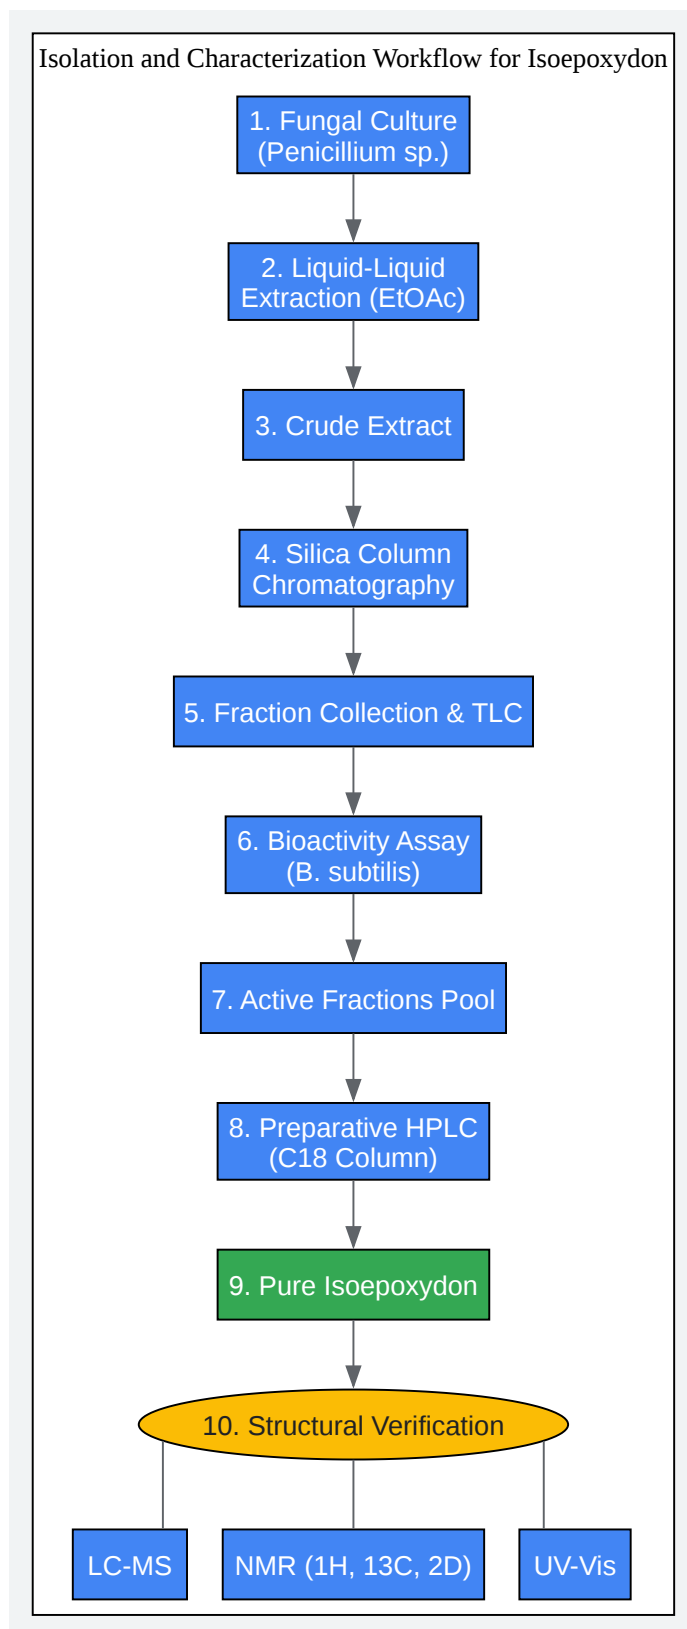 Isolation and Characterization Workflow for Isoepoxydon
1. Fungal Culture
(Penicillium sp.)
2. Liquid-Liquid
Extraction (EtOAc)
3. Crude Extract
4. Silica Column
Chromatography
5. Fraction Collection & TLC
6. Bioactivity Assay
(B. subtilis)
7. Active Fractions Pool
8. Preparative HPLC
(C18 Column)
9. Pure Isoepoxydon
10. Structural Verification
LC-MS
NMR (1H, 13C, 2D)
UV-Vis